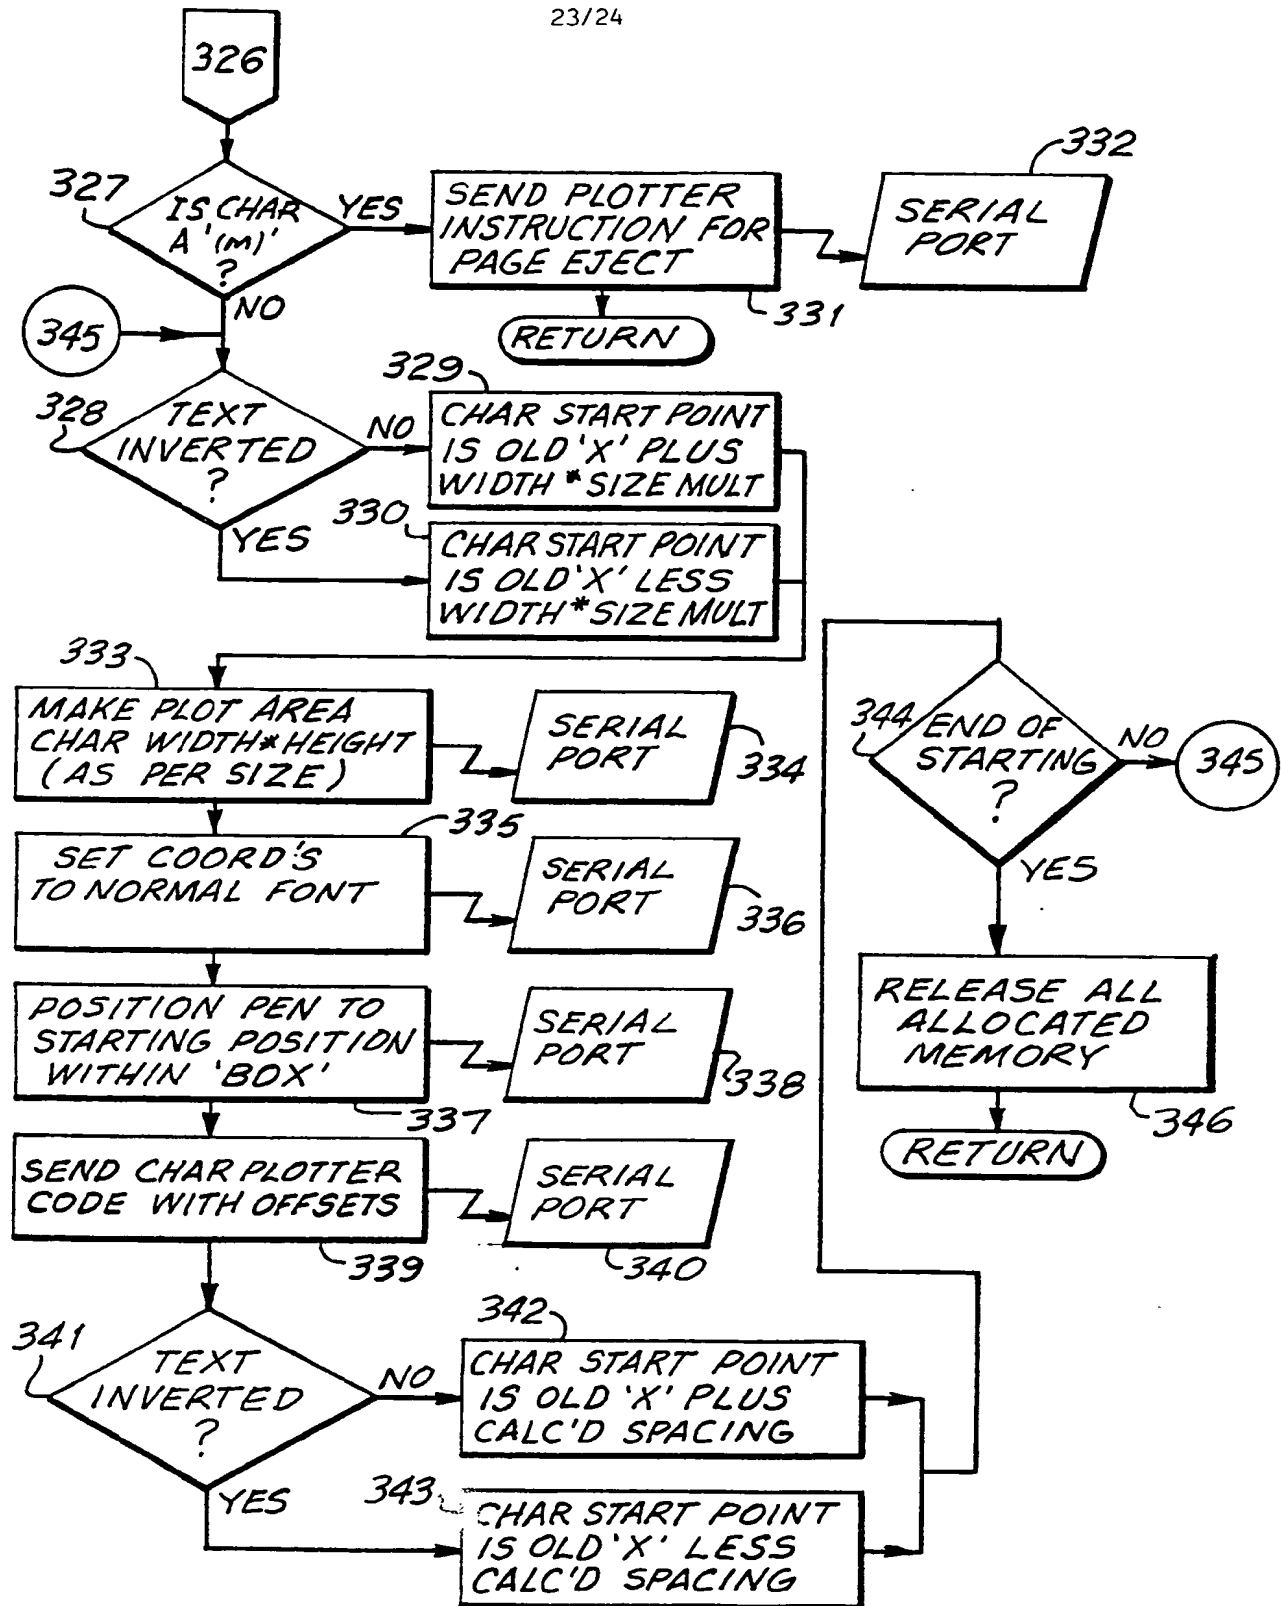 23/24
326
327
IS CHAR
A '(M)'
?
YES
NO
SEND PLOTTER
INSTRUCTION FOR
PAGE EJECT
331
RETURN
332
SERIAL
PORT
345
328
TEXT
INVERTED
?
NO
YES
329
CHAR START POINT
IS OLD 'X' PLUS
WIDTH * SIZE MULT
330
CHAR START POINT
IS OLD 'X' LESS
WIDTH * SIZE MULT
333
MAKE PLOT AREA
CHAR WIDTH * HEIGHT
(AS PER SIZE)
SERIAL
PORT
334
335
SET COORD'S
TO NORMAL FONT
SERIAL
PORT
336
POSITION PEN TO
STARTING POSITION
WITHIN 'BOX'
337
SERIAL
PORT
338
SEND CHAR PLOTTER
CODE WITH OFFSETS
339
SERIAL
PORT
340
341
TEXT
INVERTED
?
NO
YES
342
CHAR START POINT
IS OLD 'X' PLUS
CALC'D SPACING
343
CHAR START POINT
IS OLD 'X' LESS
CALC'D SPACING
344
END OF
STARTING
?
NO
345
YES
RELEASE ALL
ALLOCATED
MEMORY
346
RETURN